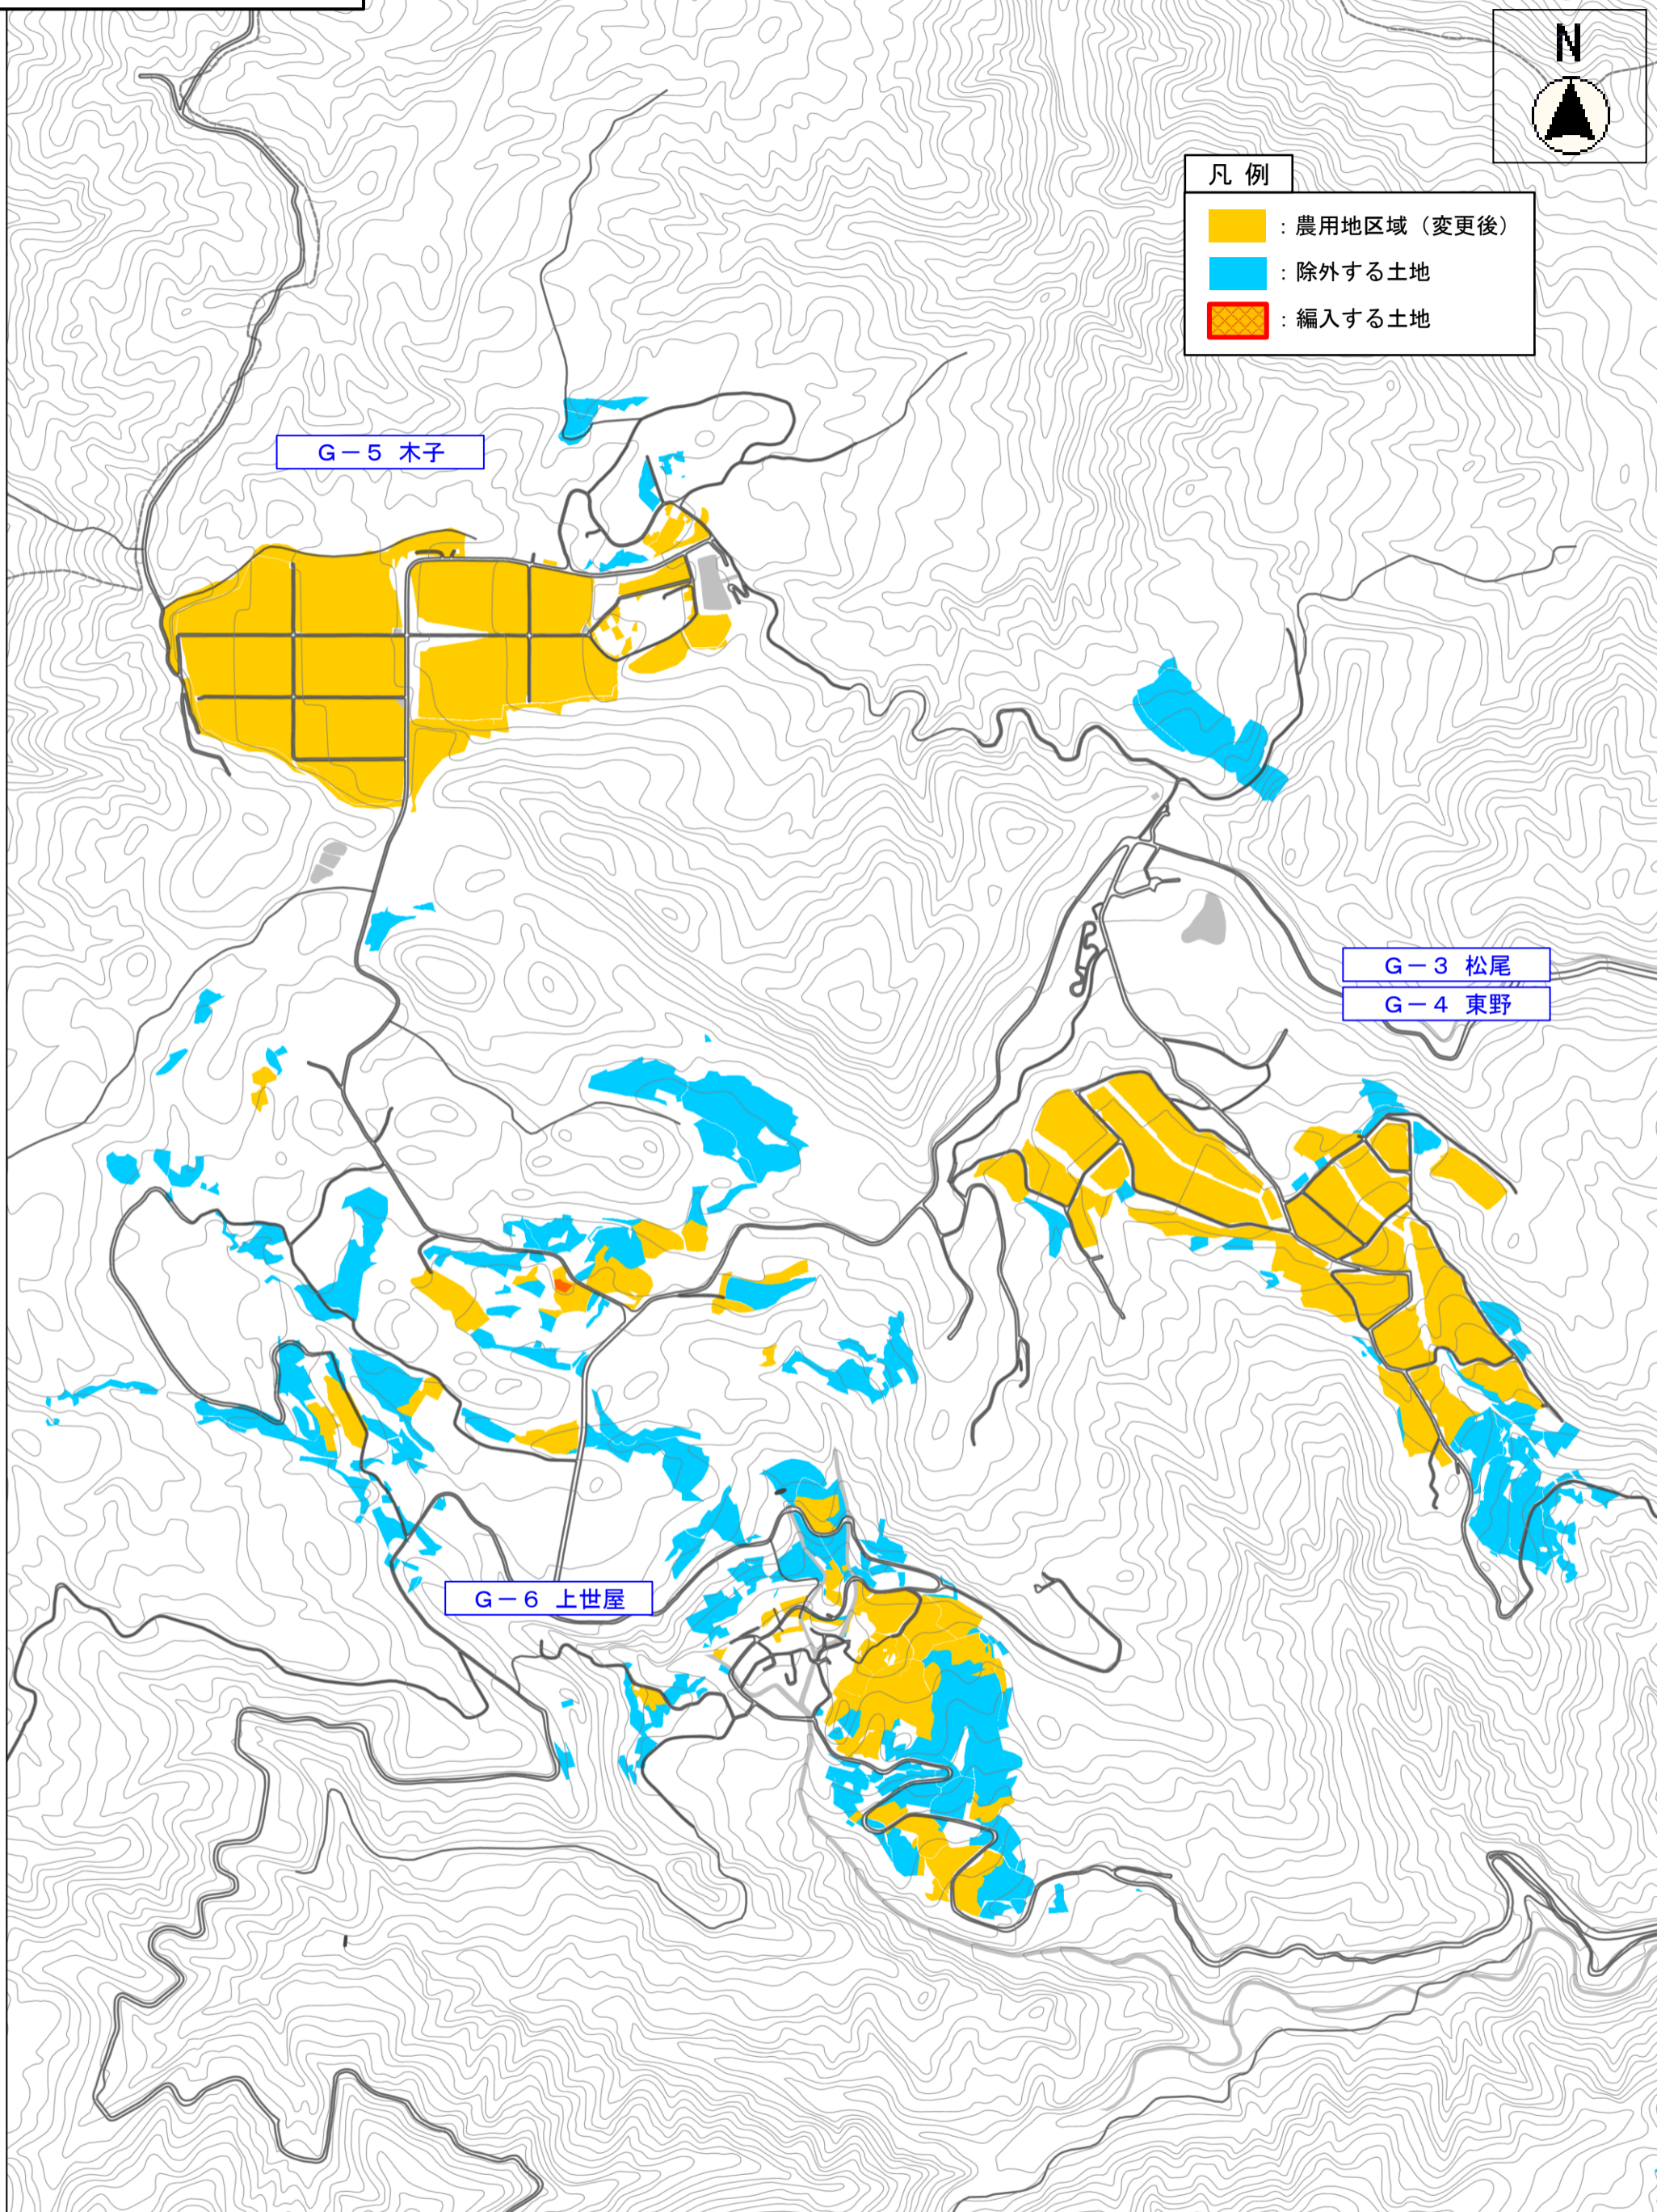 N
凡 例
：農用地区域（変更後）
：除外する土地
：編入する土地
Ｇ－５ 木子
Ｇ－３ 松尾
Ｇ－４ 東野
Ｇ－６ 上世屋